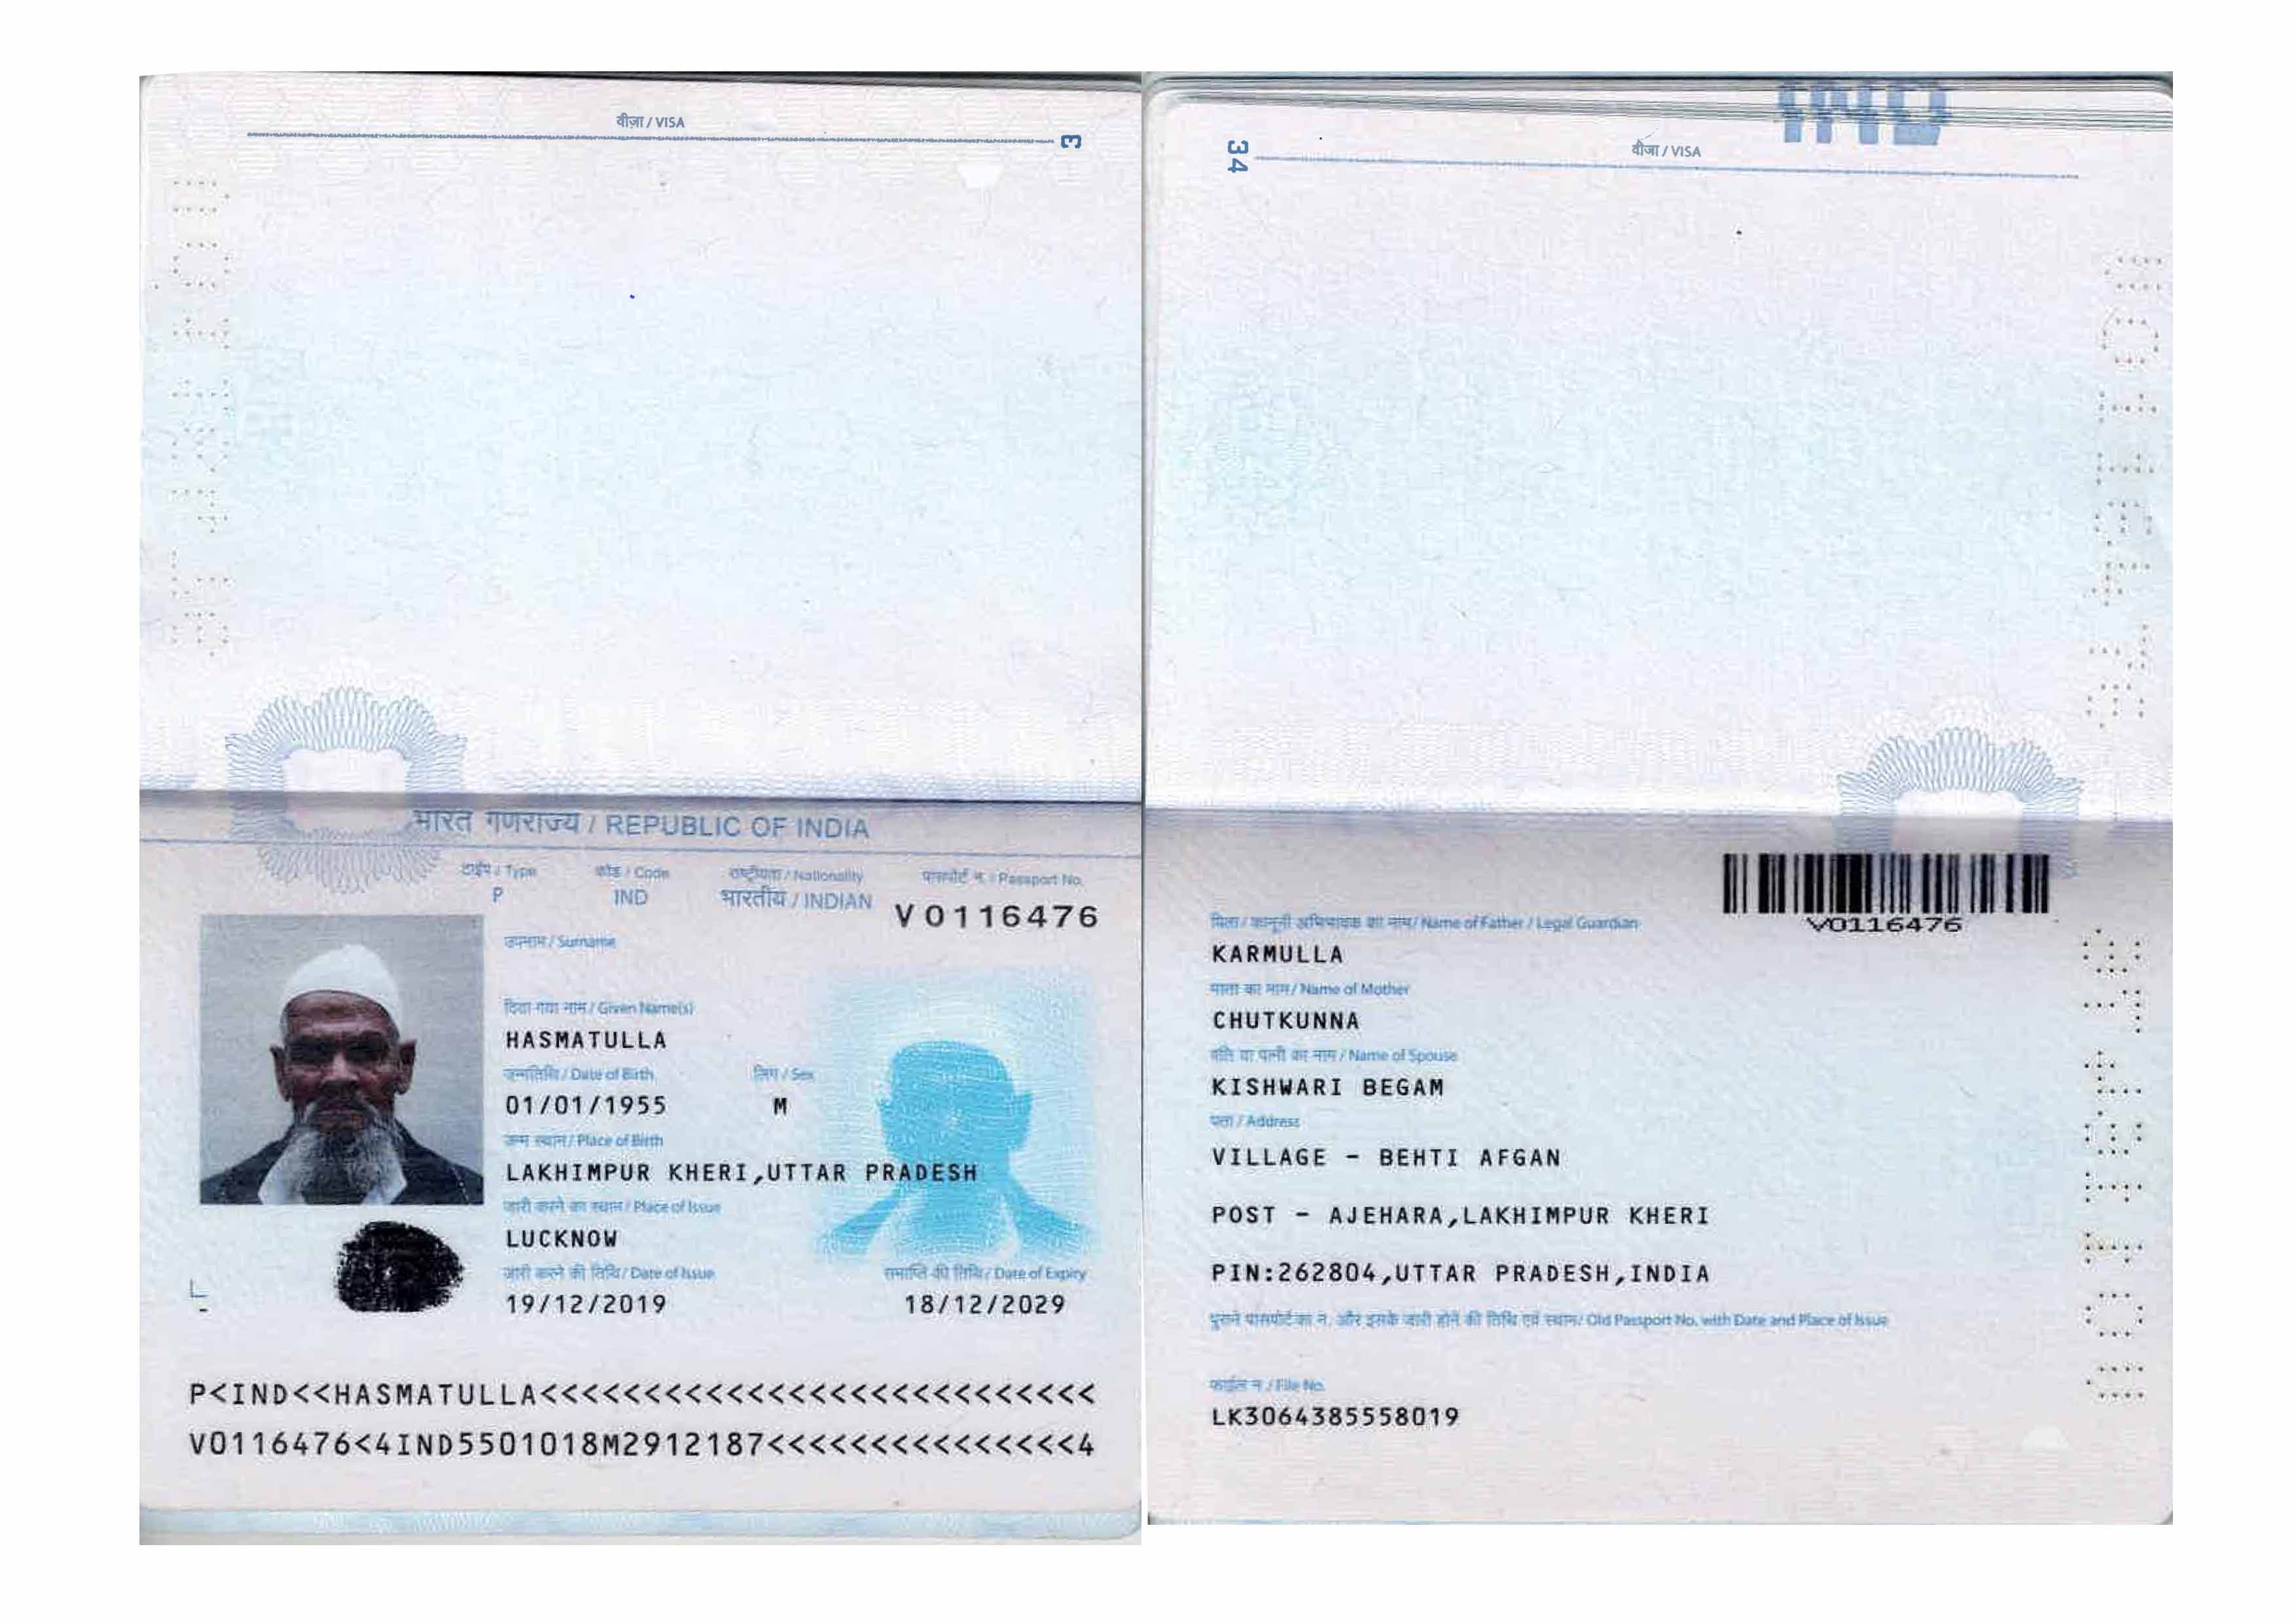 वीज़ा / VISA
3
भारत गणराज्य / REPUBLIC OF INDIA
टाईप / Type
कोड / Code
राष्ट्रीयता / Nationality
पासपोर्ट न. / Passport No.
P
IND
भारतीय / INDIAN
V0116476
उपनाम / Surname
दिया गया नाम / Given Name(s)
HASMATULLA
जन्मतिथि / Date of Birth
लिंग / Sex
01/01/1955
M
जन्म स्थान / Place of Birth
LAKHIMPUR KHERI,UTTAR PRADESH
जारी करने का स्थान / Place of Issue
LUCKNOW
जारी करने की तिथि / Date of Issue
समाप्ति की तिथि / Date of Expiry
19/12/2019
18/12/2029
P<IND<<HASMATULLA<<<<<<<<<<<<<<<<<<<<<<<<<<<
V0116476<4IND5501018M2912187<<<<<<<<<<<<<<<4
34
वीजा / VISA
IND
V0116476
पिता / कानूनी अभिभावक का नाम / Name of Father / Legal Guardian
KARMULLA
माता का नाम / Name of Mother
CHUTKUNNA
पति या पत्नी का नाम / Name of Spouse
KISHWARI BEGAM
पता / Address
VILLAGE - BEHTI AFGAN
POST - AJEHARA,LAKHIMPUR KHERI
PIN:262804,UTTAR PRADESH,INDIA
पुराने पासपोर्ट का न. और इसके जारी होने की तिथि एवं स्थान / Old Passport No. with Date and Place of Issue
फाईल न. / File No.
LK3064385558019